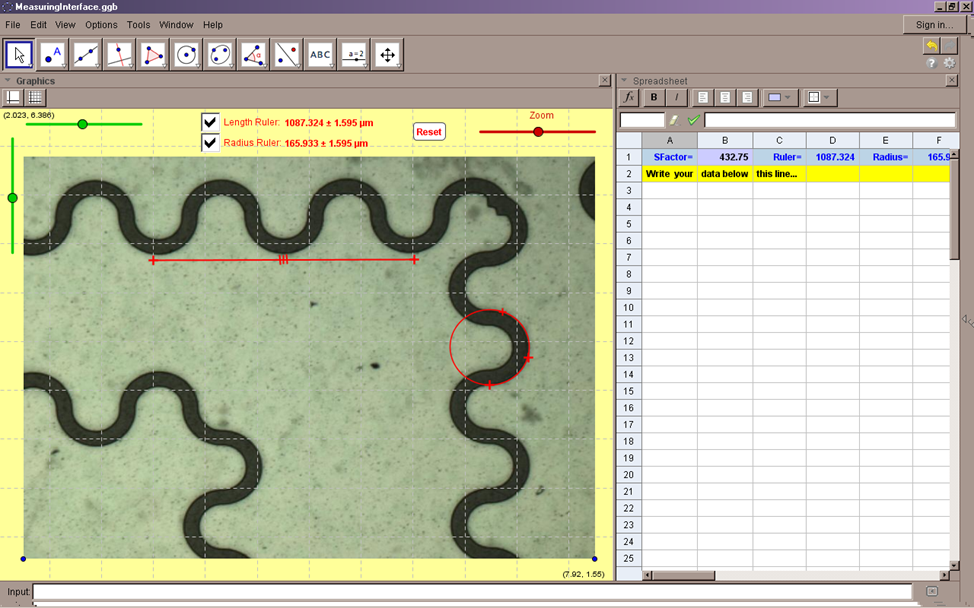 MeasuringInterface.ggb
File Edit View Options Tools Window Help
Sign in...
A
ABC
a=2
Graphics
Spreadsheet
fx B I
(2.023, 6.386)
Length Ruler: 1087.324 ± 1.595 μm
Radius Ruler: 165.933 ± 1.595 μm
Reset
Zoom
A B C D E F
1 SFactor= 432.75 Ruler= 1087.324 Radius= 165.9
2 Write your data below this line...
3
4
5
6
7
8
9
10
11
12
13
14
15
16
17
18
19
20
21
22
23
24
25
(7.92, 1.55)
Input: